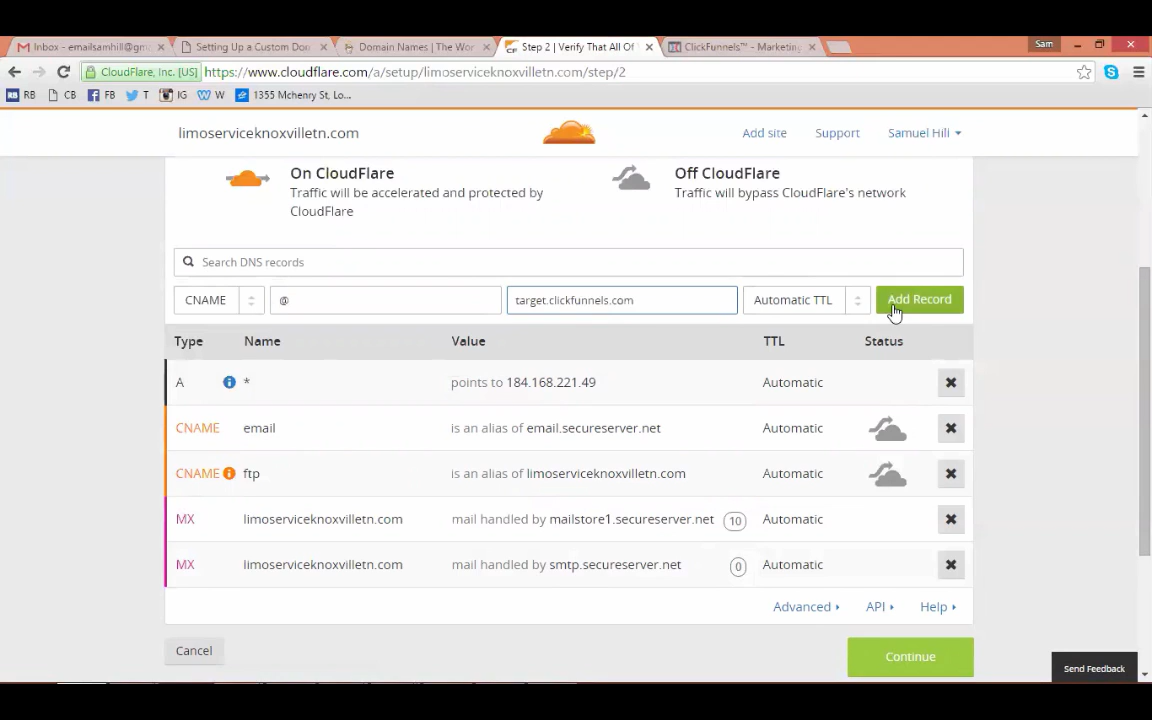 Inbox - emailsamhill@gm
Setting Up a Custom Dom
Domain Names | The Wor
Step 2 | Verify That All Of
ClickFunnels™ - Marketing
Sam
CloudFlare, Inc. [US]
https://www.cloudflare.com/a/setup/limoserviceknoxvilletn.com/step/2
RB
CB
FB
T
IG
W
1355 Mchenry St, Lo...
limoserviceknoxvilletn.com
Add site
Support
Samuel Hill
On CloudFlare
Traffic will be accelerated and protected by
CloudFlare
Off CloudFlare
Traffic will bypass CloudFlare's network
Search DNS records
CNAME
@
target.clickfunnels.com
Automatic TTL
Add Record
Type Name Value TTL Status
A * points to 184.168.221.49 Automatic
CNAME email is an alias of email.secureserver.net Automatic
CNAME ftp is an alias of limoserviceknoxvilletn.com Automatic
MX limoserviceknoxvilletn.com mail handled by mailstore1.secureserver.net 10 Automatic
MX limoserviceknoxvilletn.com mail handled by smtp.secureserver.net 0 Automatic
Advanced
API
Help
Cancel
Continue
Send Feedback